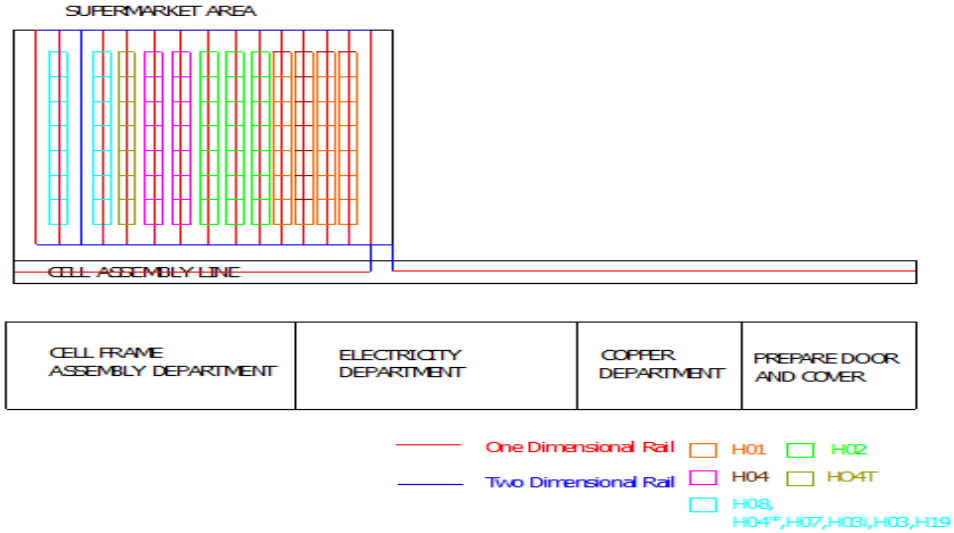 SUPERMARKET AREA
CELL ASSEMBLY LINE
CELL FRAME
ASSEMBLY DEPARTMENT
ELECTRICITY
DEPARTMENT
COPPER
DEPARTMENT
PREPARE DOOR
AND COVER
One Dimensional Rail
Two Dimensional Rail
H01
H02
H04
HO4T
H08,
H04**,H07,H03i,H03,H19